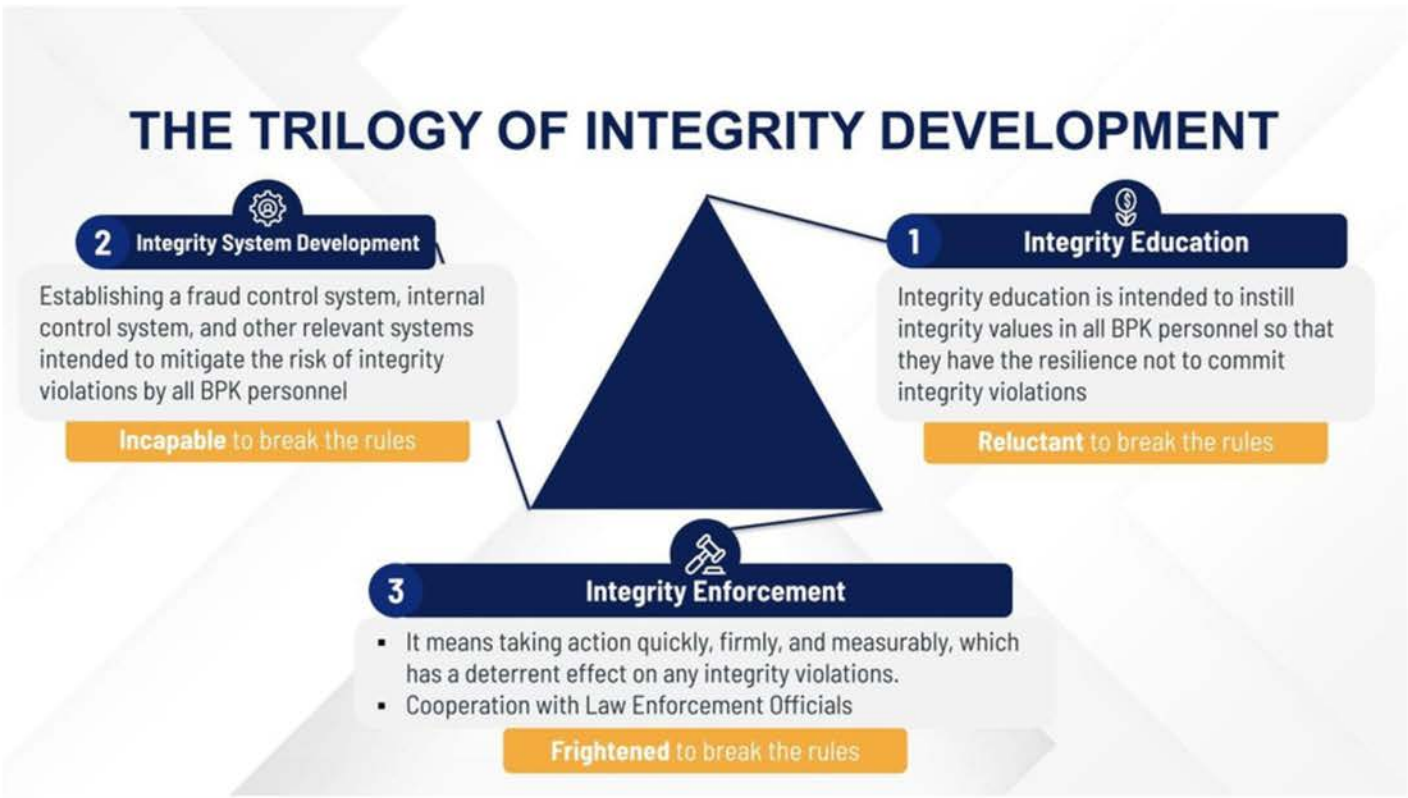 THE TRILOGY OF INTEGRITY DEVELOPMENT
2 Integrity System Development
Establishing a fraud control system, internal
control system, and other relevant systems
intended to mitigate the risk of integrity
violations by all BPK personnel
Incapable to break the rules
1 Integrity Education
Integrity education is intended to instill
integrity values in all BPK personnel so that
they have the resilience not to commit
integrity violations
Reluctant to break the rules
3 Integrity Enforcement
▪ It means taking action quickly, firmly, and measurably, which
has a deterrent effect on any integrity violations.
▪ Cooperation with Law Enforcement Officials
Frightened to break the rules